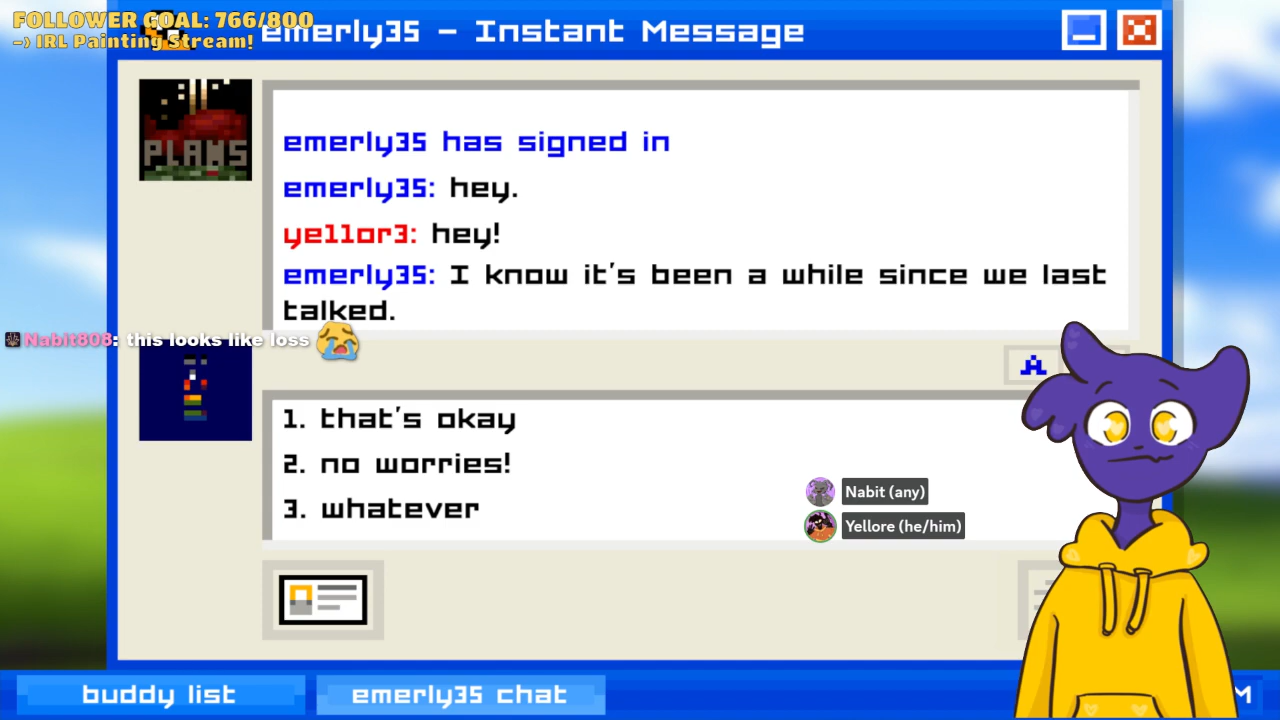 FOLLOWER GOAL: 766/800
-> IRL Painting Stream!
emerly35 - Instant Message
PLANS
emerly35 has signed in
emerly35: hey.
yellor3: hey!
emerly35: I know it's been a while since we last
talked.
Nabit808: this looks like loss
A
1. that's okay
2. no worries!
3. whatever
Nabit (any)
Yellore (he/him)
buddy list
emerly35 chat
M